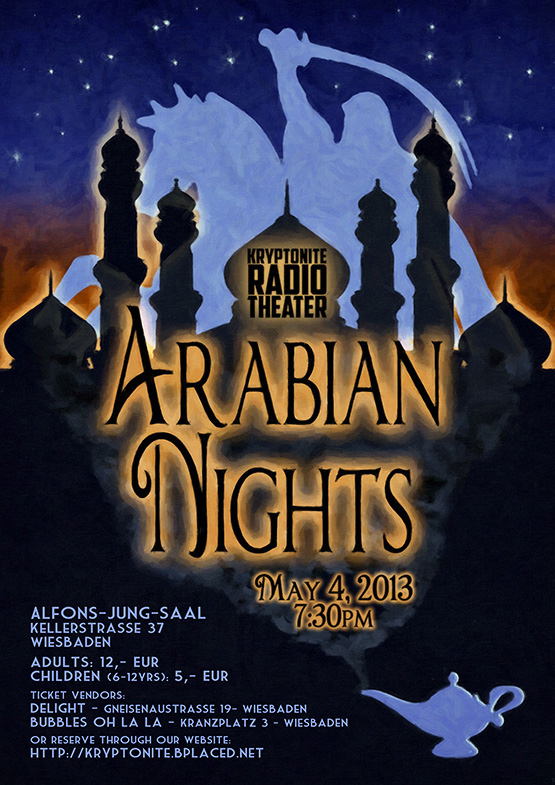 KRYPTONITE
RADIO
THEATER
ARABIAN
NIGHTS
MAY 4, 2013
7:30PM
ALFONS-JUNG-SAAL
KELLERSTRASSE 37
WIESBADEN
ADULTS: 12,- EUR
CHILDREN (6-12YRS): 5,- EUR
TICKET VENDORS:
DELIGHT - GNEISENAUSTRASSE 19- WIESBADEN
BUBBLES OH LA LA - KRANZPLATZ 3 - WIESBADEN
OR RESERVE THROUGH OUR WEBSITE:
HTTP://KRYPTONITE.BPLACED.NET